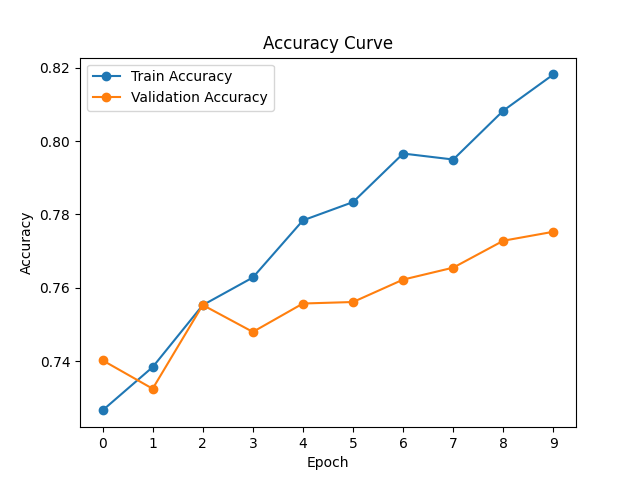 Accuracy Curve
Train Accuracy
Validation Accuracy
0.82
0.80
0.78
0.76
0.74
Accuracy
0 1 2 3 4 5 6 7 8 9
Epoch